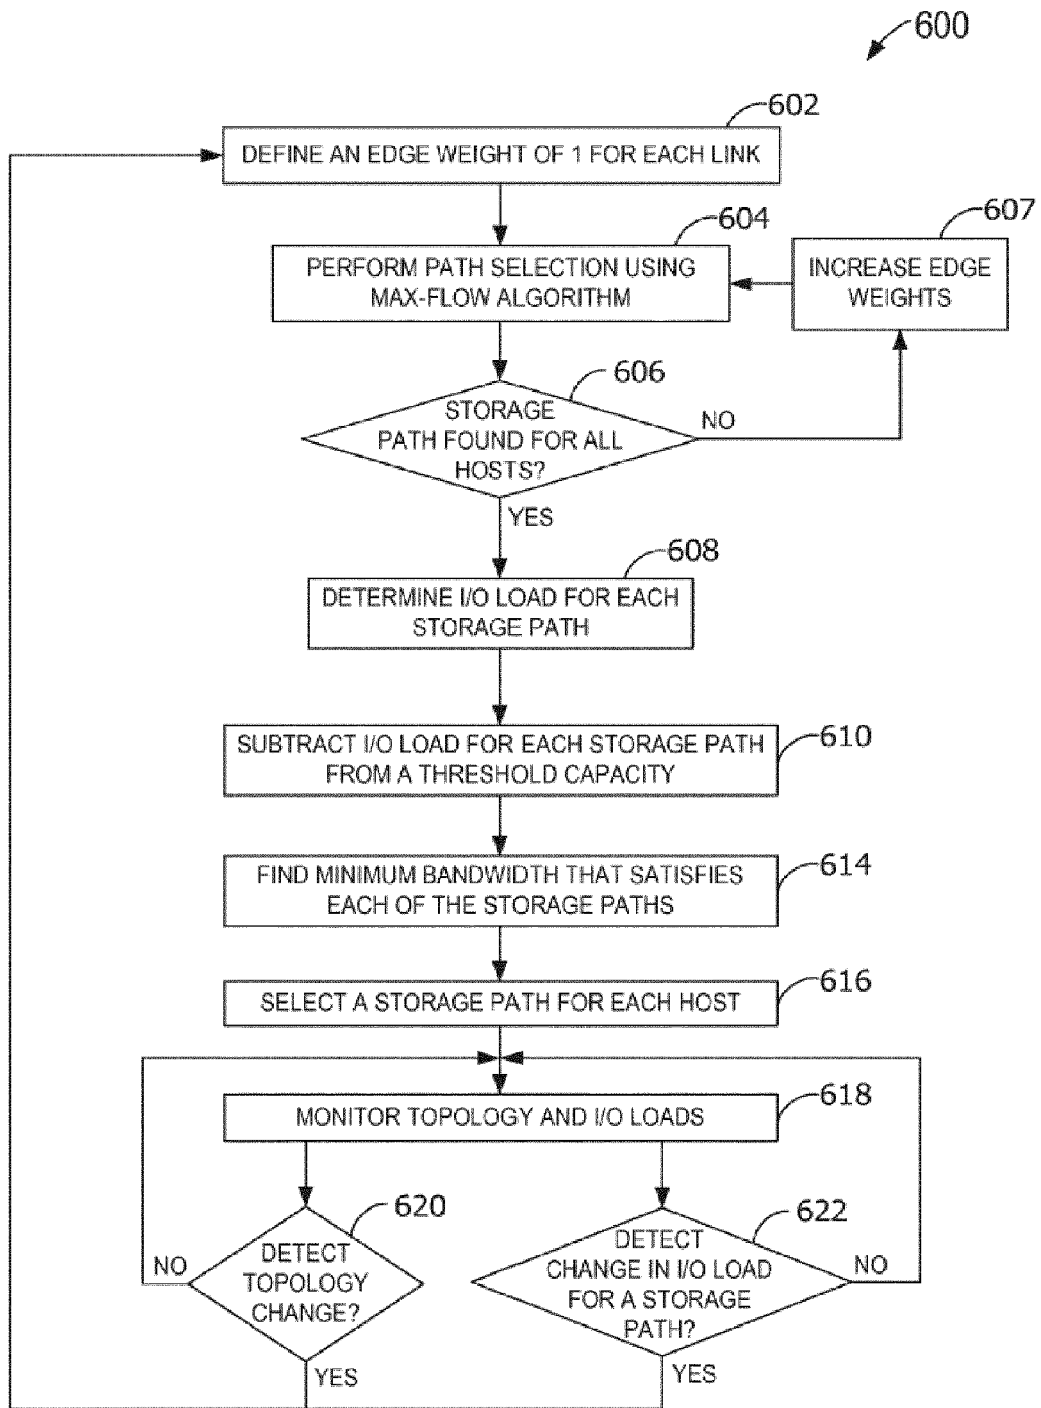 600
602
DEFINE AN EDGE WEIGHT OF 1 FOR EACH LINK
604
PERFORM PATH SELECTION USING
MAX-FLOW ALGORITHM
607
INCREASE EDGE
WEIGHTS
606
STORAGE
PATH FOUND FOR ALL
HOSTS?
NO
YES
608
DETERMINE I/O LOAD FOR EACH
STORAGE PATH
SUBTRACT I/O LOAD FOR EACH STORAGE PATH
FROM A THRESHOLD CAPACITY
610
FIND MINIMUM BANDWIDTH THAT SATISFIES
EACH OF THE STORAGE PATHS
614
SELECT A STORAGE PATH FOR EACH HOST
616
MONITOR TOPOLOGY AND I/O LOADS
618
620
DETECT
TOPOLOGY
CHANGE?
NO
YES
622
DETECT
CHANGE IN I/O LOAD
FOR A STORAGE
PATH?
NO
YES